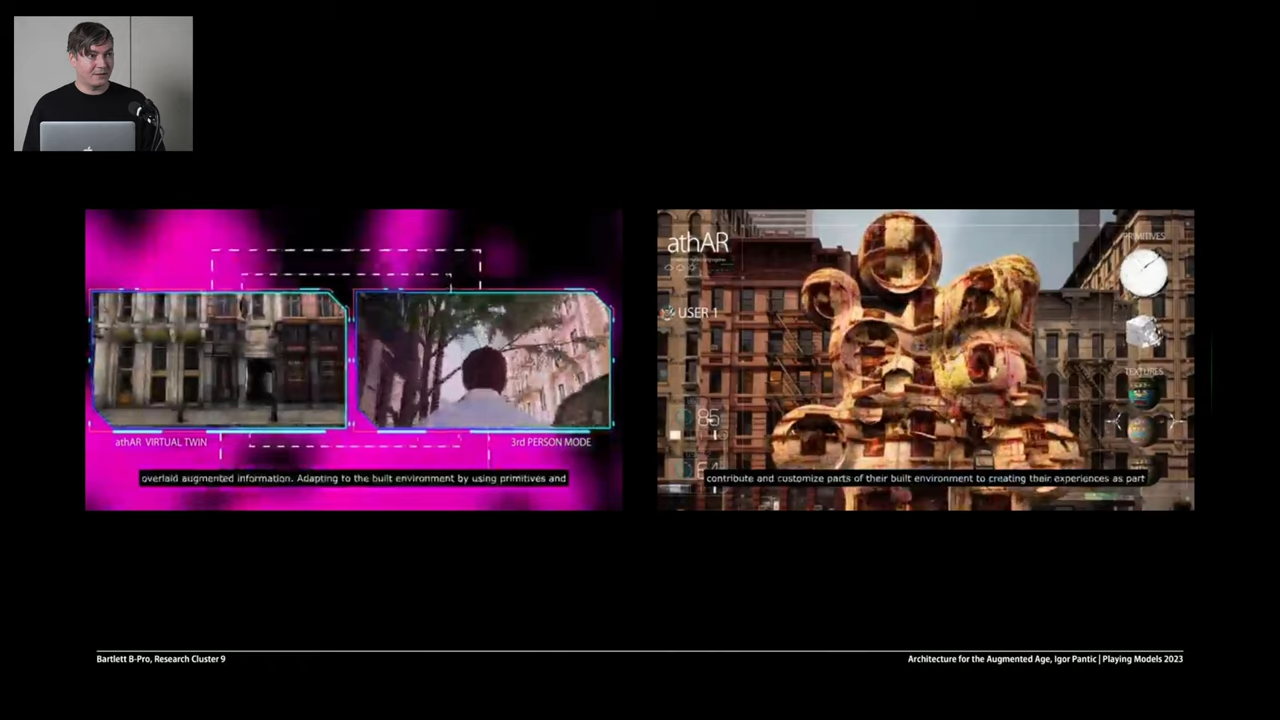 athAR
USER 1
PRIMITIVES
TEXTURES
85
athAR VIRTUAL TWIN
3rd PERSON MODE
overlaid augmented information. Adapting to the built environment by using primitives and
contribute and customize parts of their built environment to creating their experiences as part
Bartlett B-Pro, Research Cluster 9
Architecture for the Augmented Age, Igor Pantic | Playing Models 2023